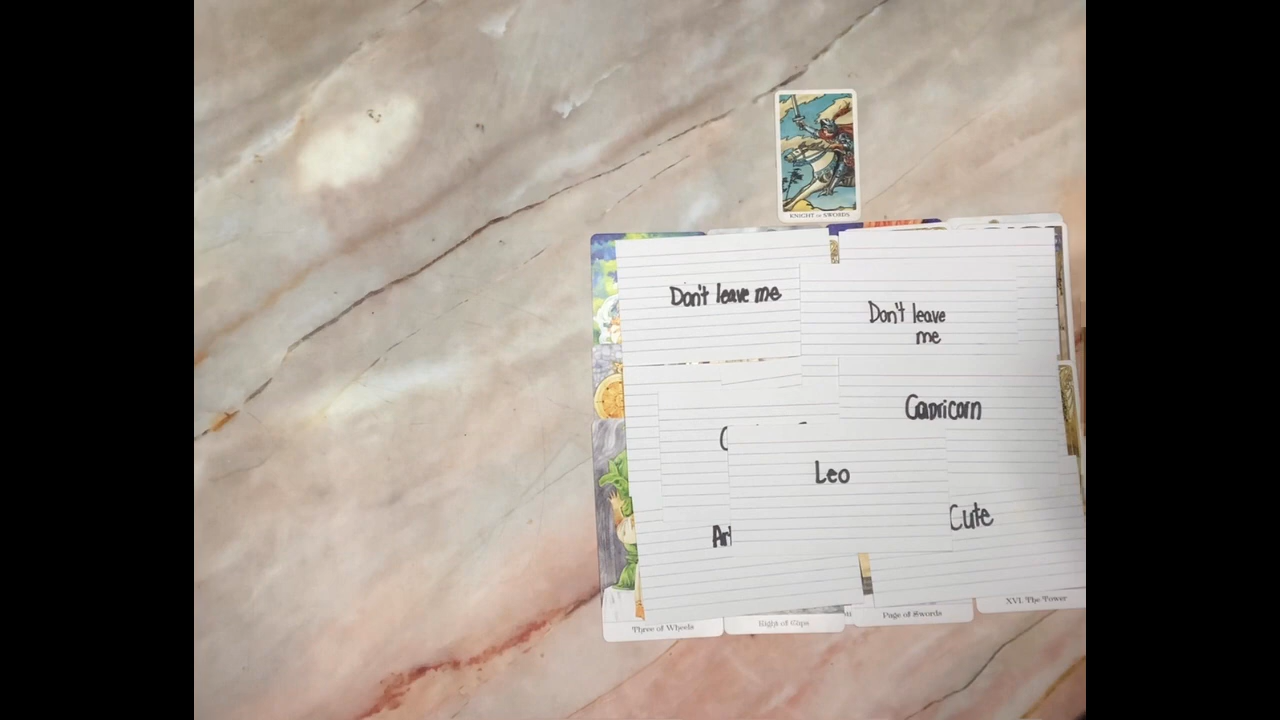 KNIGHT OF SWORDS
Don't leave me
Don't leave
me
Capricorn
Leo
Cute
Three of Wheels
Eight of Cups
Page of Swords
XVI. The Tower